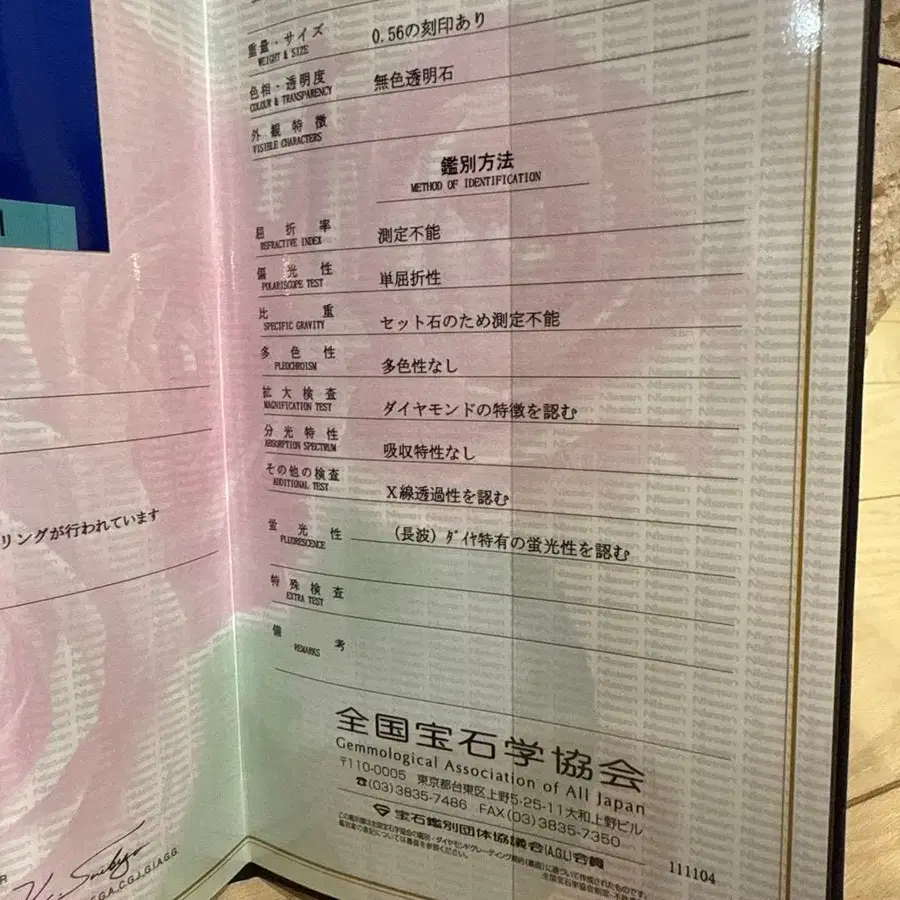 重量・サイズ 0.56の刻印あり
WEIGHT & SIZE
色相・透明度 無色透明石
COLOUR & TRANSPARENCY
外観特徴
VISIBLE CHARACTERS
鑑別方法
METHOD OF IDENTIFICATION
屈折率 測定不能
REFRACTIVE INDEX
偏光性 単屈折性
POLARISCOPE TEST
比重 セット石のため測定不能
SPECIFIC GRAVITY
多色性 多色性なし
PLEOCHROISM
拡大検査 ダイヤモンドの特徴を認む
MAGNIFICATION TEST
分光特性 吸収特性なし
ABSORPTION SPECTRUM
その他の検査 X線透過性を認む
ADDITIONAL TEST
蛍光性 (長波) ダイヤ特有の蛍光性を認む
FLUORESCENCE
特殊検査
EXTRA TEST
備考
REMARKS
リングが行われています
全国宝石学協会
Gemmological Association of All Japan
〒110-0005 東京都台東区上野5-25-11大和上野ビル
☎(03)3835-7486 FAX(03)3835-7350
宝石鑑別団体協議会(A.G.L)会員
111104